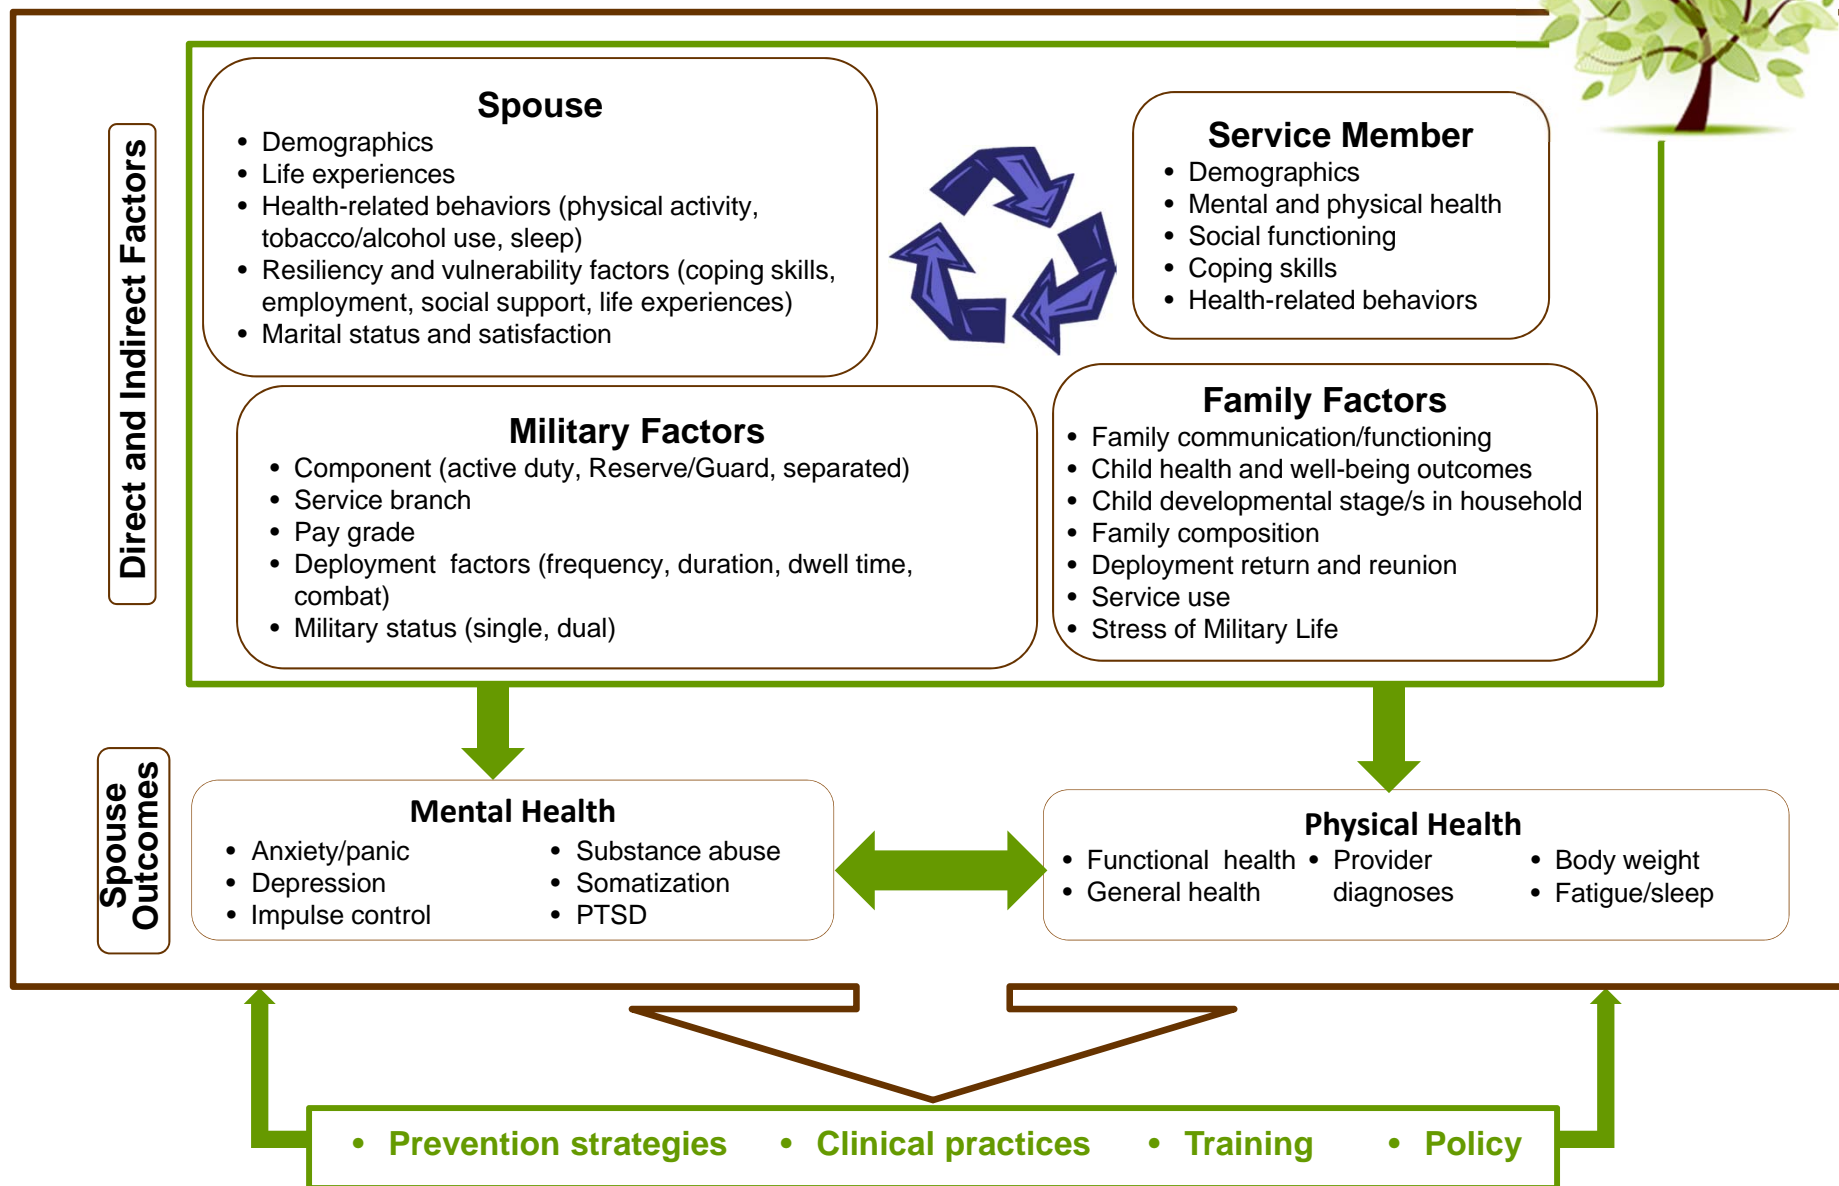 Direct and Indirect Factors
Spouse
• Demographics
• Life experiences
• Health-related behaviors (physical activity,
tobacco/alcohol use, sleep)
• Resiliency and vulnerability factors (coping skills,
employment, social support, life experiences)
• Marital status and satisfaction
Service Member
• Demographics
• Mental and physical health
• Social functioning
• Coping skills
• Health-related behaviors
Military Factors
• Component (active duty, Reserve/Guard, separated)
• Service branch
• Pay grade
• Deployment  factors (frequency, duration, dwell time,
combat)
• Military status (single, dual)
Family Factors
• Family communication/functioning
• Child health and well-being outcomes
• Child developmental stage/s in household
• Family composition
• Deployment return and reunion
• Service use
• Stress of Military Life
Spouse
Outcomes
Mental Health
• Anxiety/panic
• Depression
• Impulse control
• Substance abuse
• Somatization
• PTSD
Physical Health
• Functional  health
• General health
• Provider
diagnoses
• Body weight
• Fatigue/sleep
• Prevention strategies • Clinical practices • Training • Policy